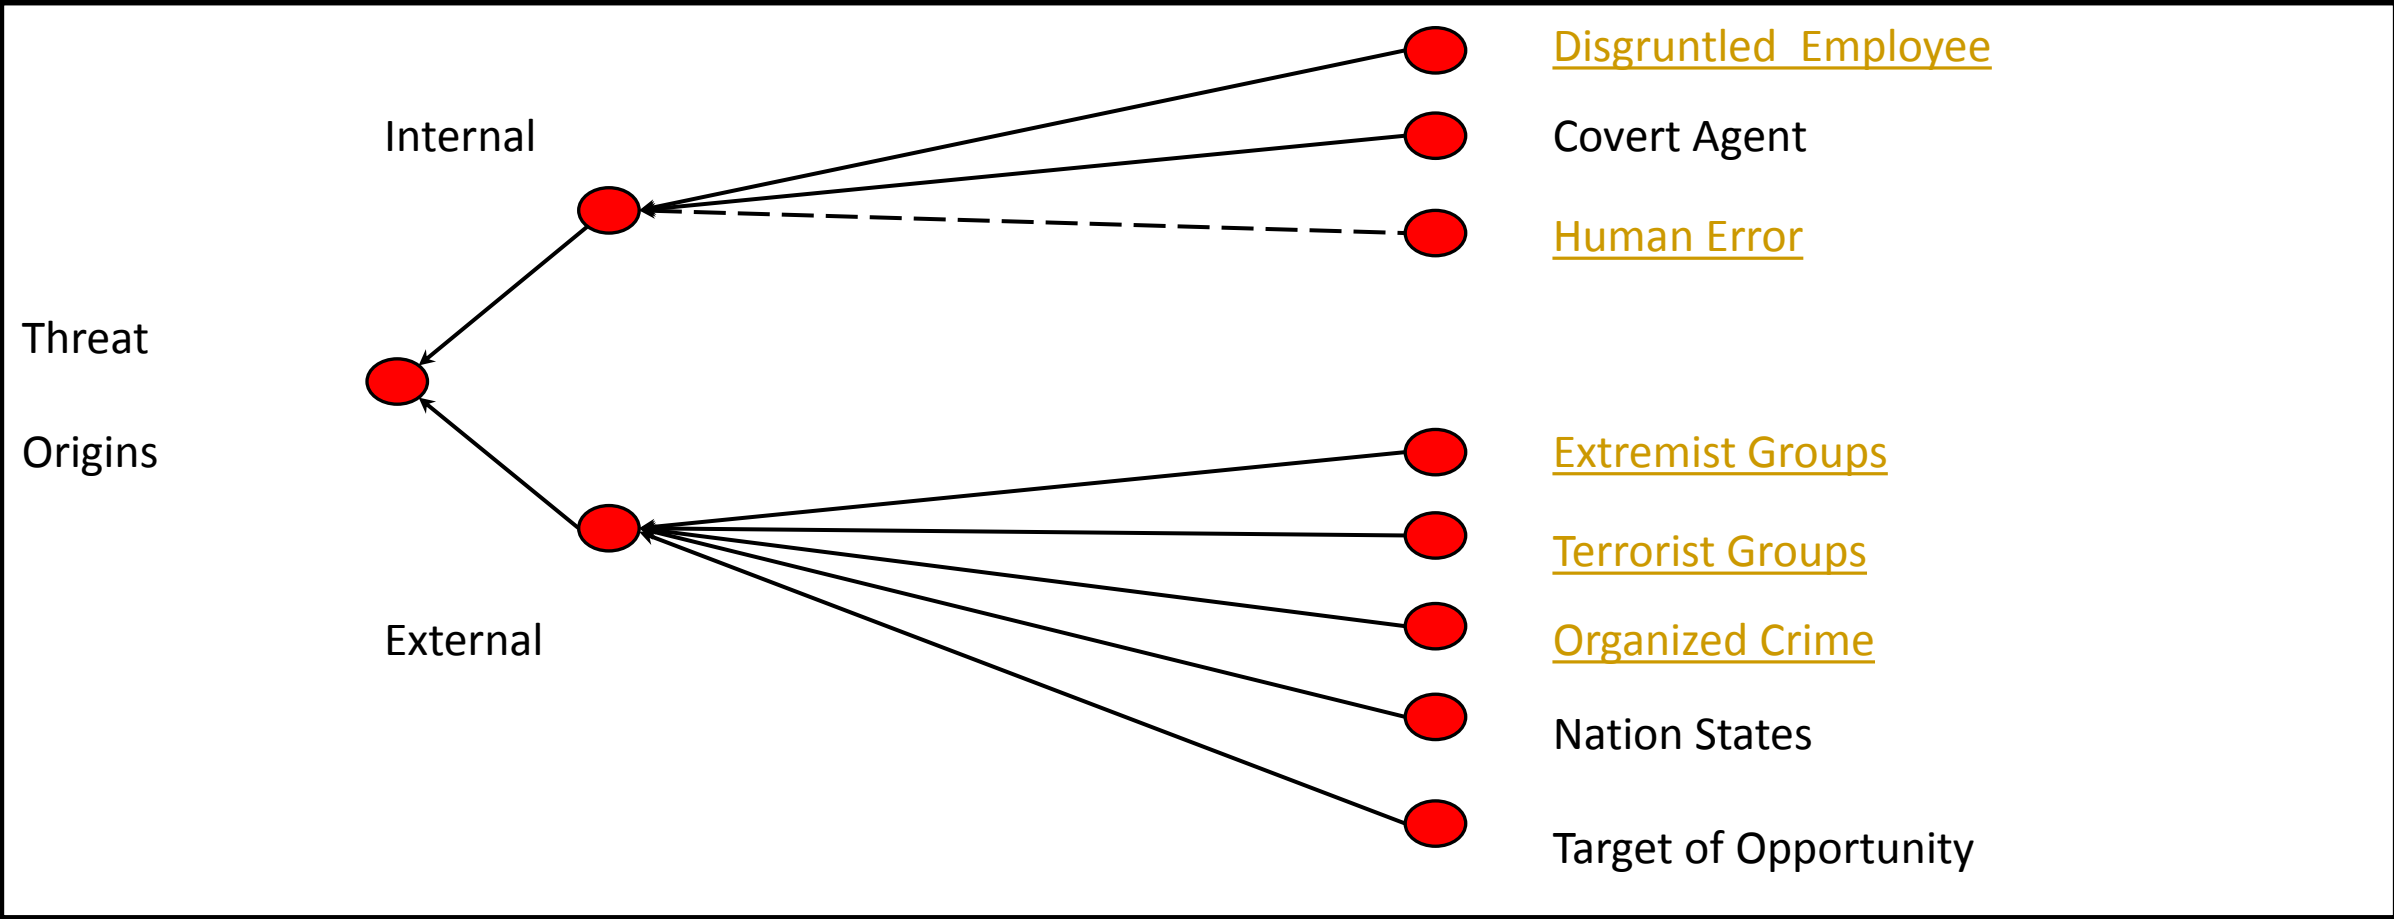 Disgruntled  Employee
Internal
Covert Agent
Human Error
Threat
Origins
Extremist Groups
Terrorist Groups
External
Organized Crime
Nation States
Target of Opportunity